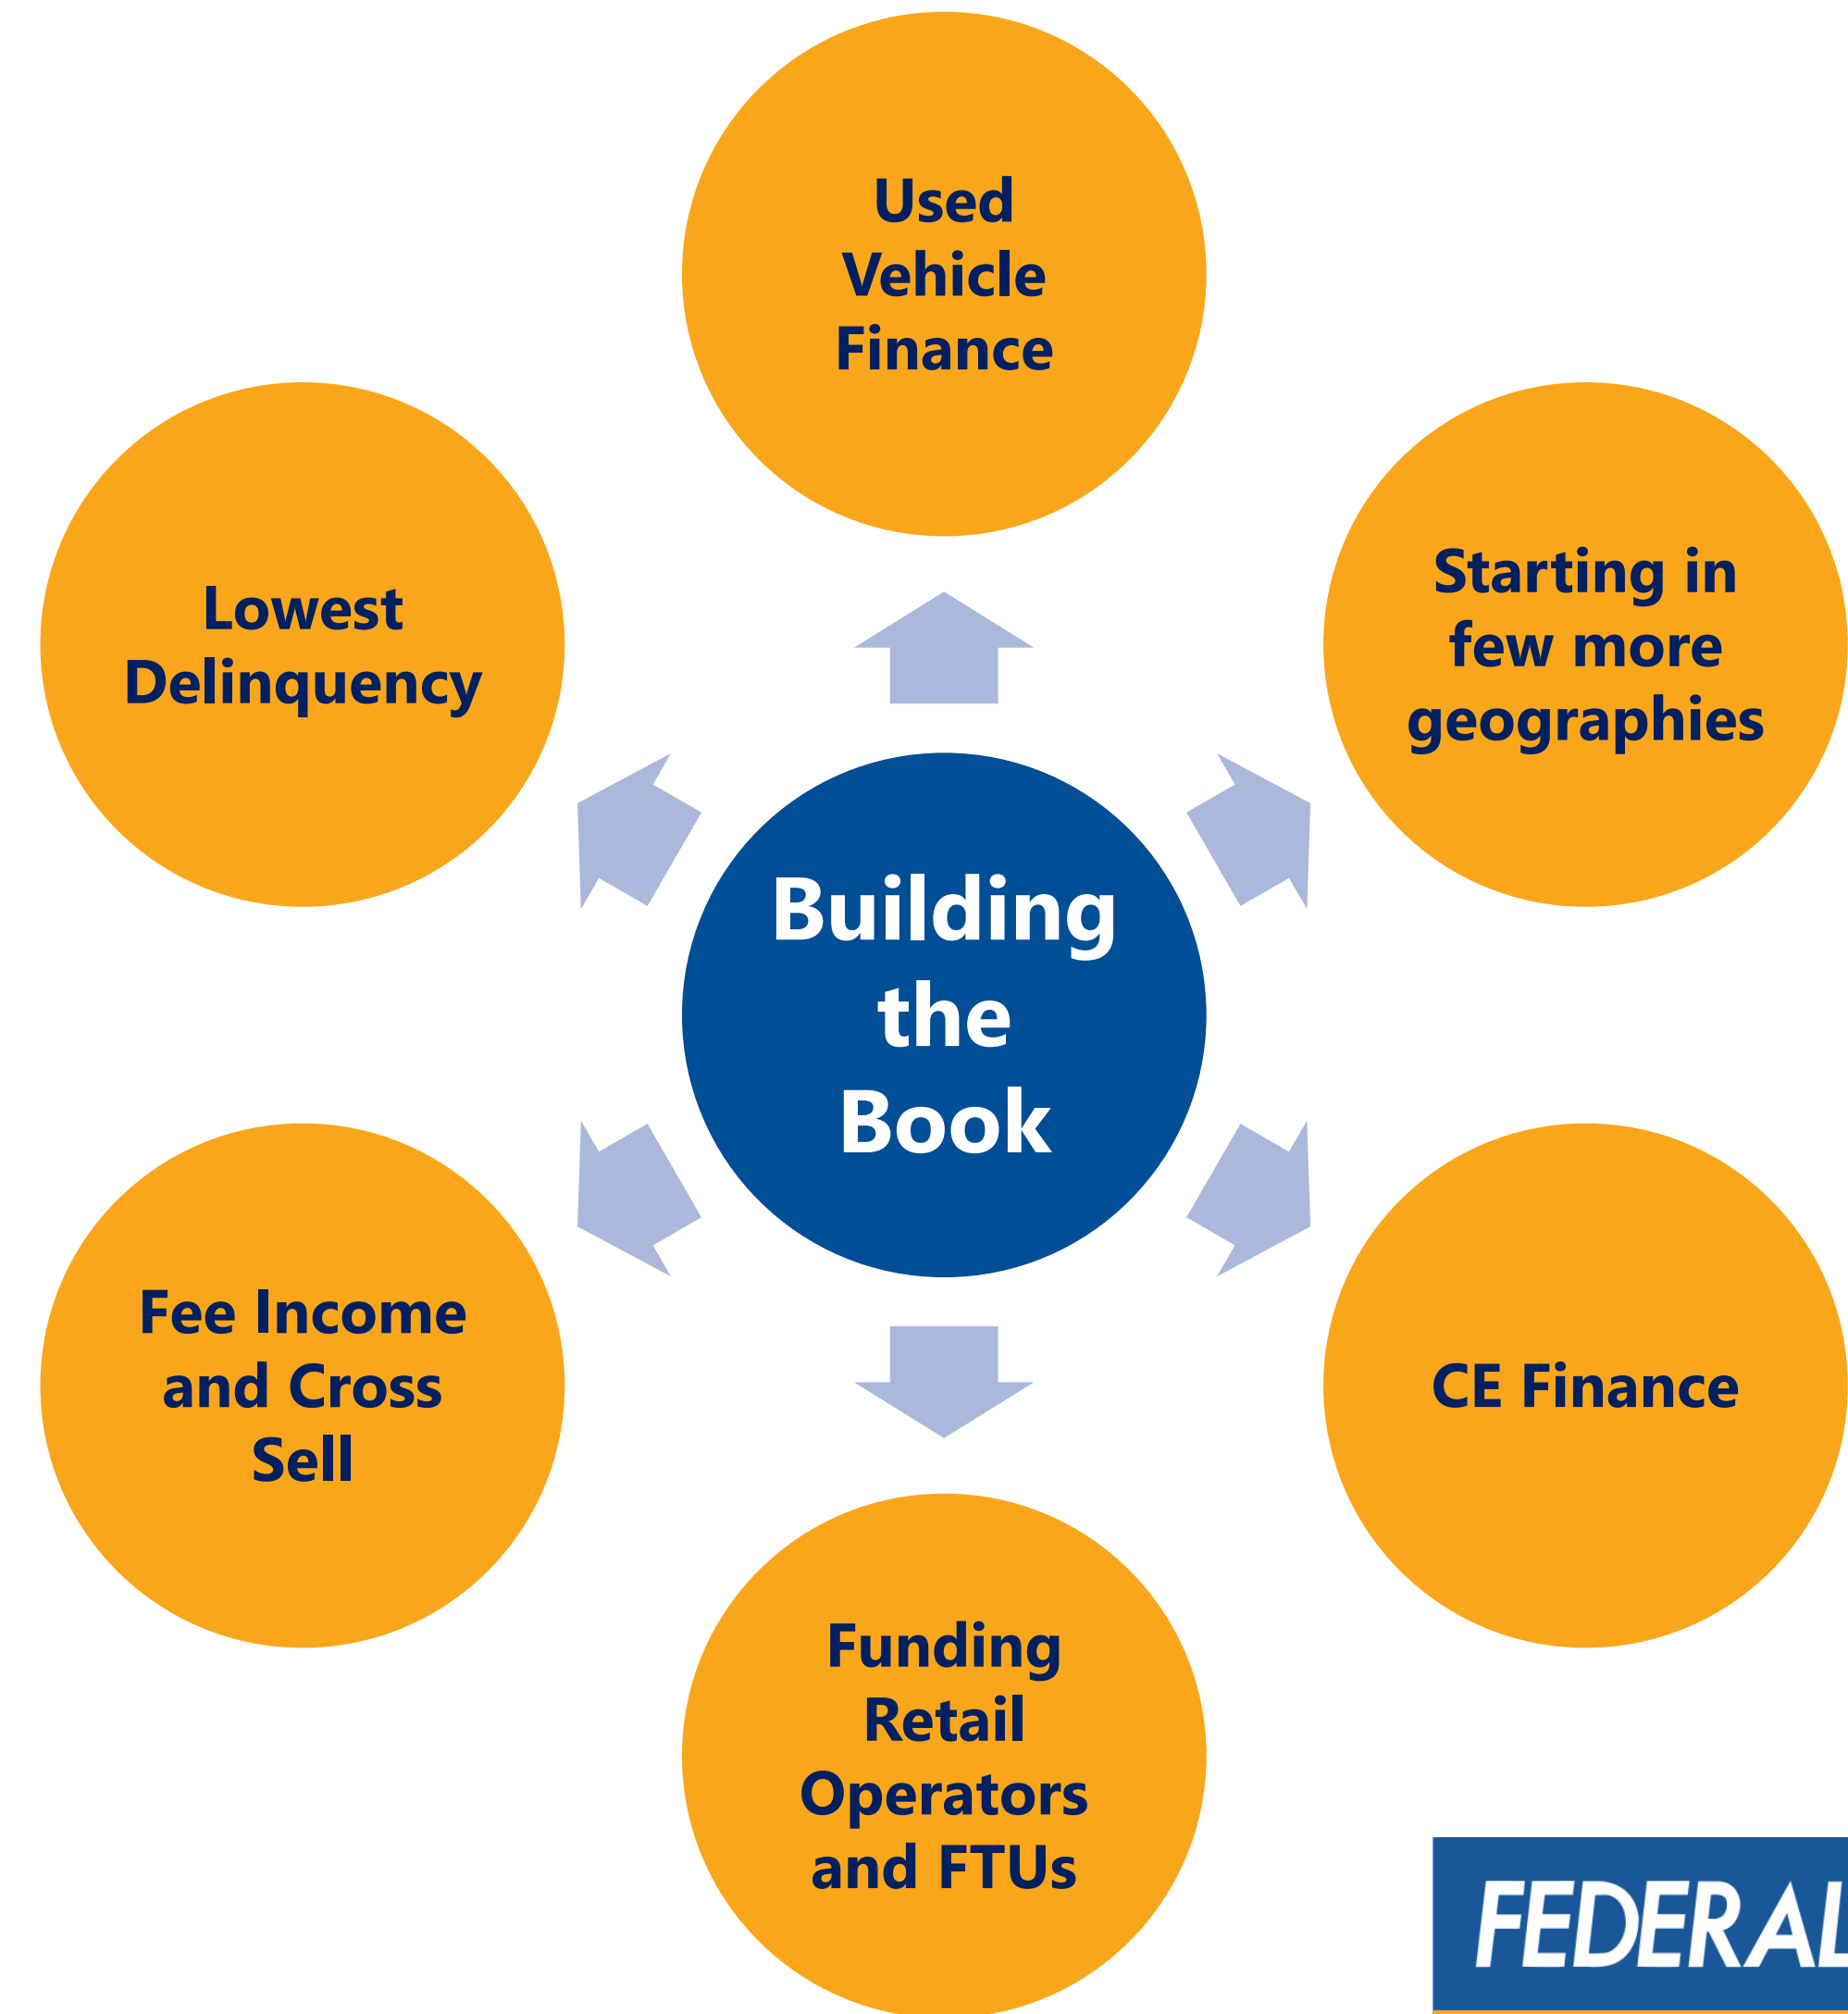 Used
Vehicle
Finance
Starting in
few more
geographies
Lowest
Delinquency
Building
the
Book
Fee Income
and Cross
Sell
CE Finance
Funding
Retail
Operators
and FTUs
FEDERAL